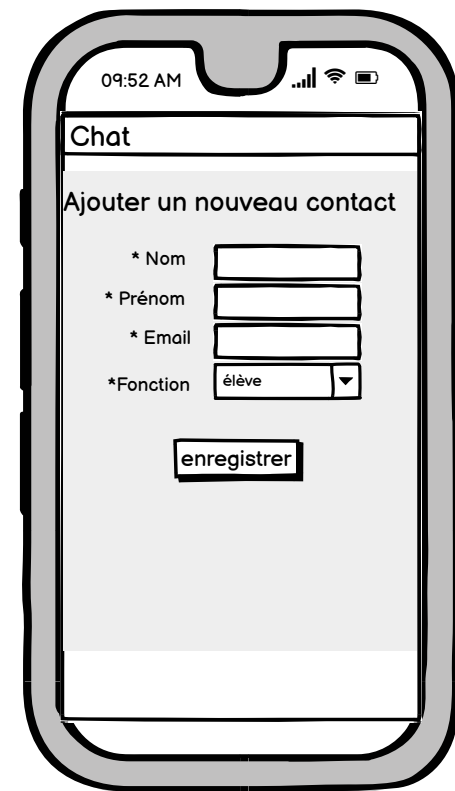 09:52 AM
Chat
Ajouter un nouveau contact
* Nom
* Prénom
* Email
*Fonction élève
enregistrer